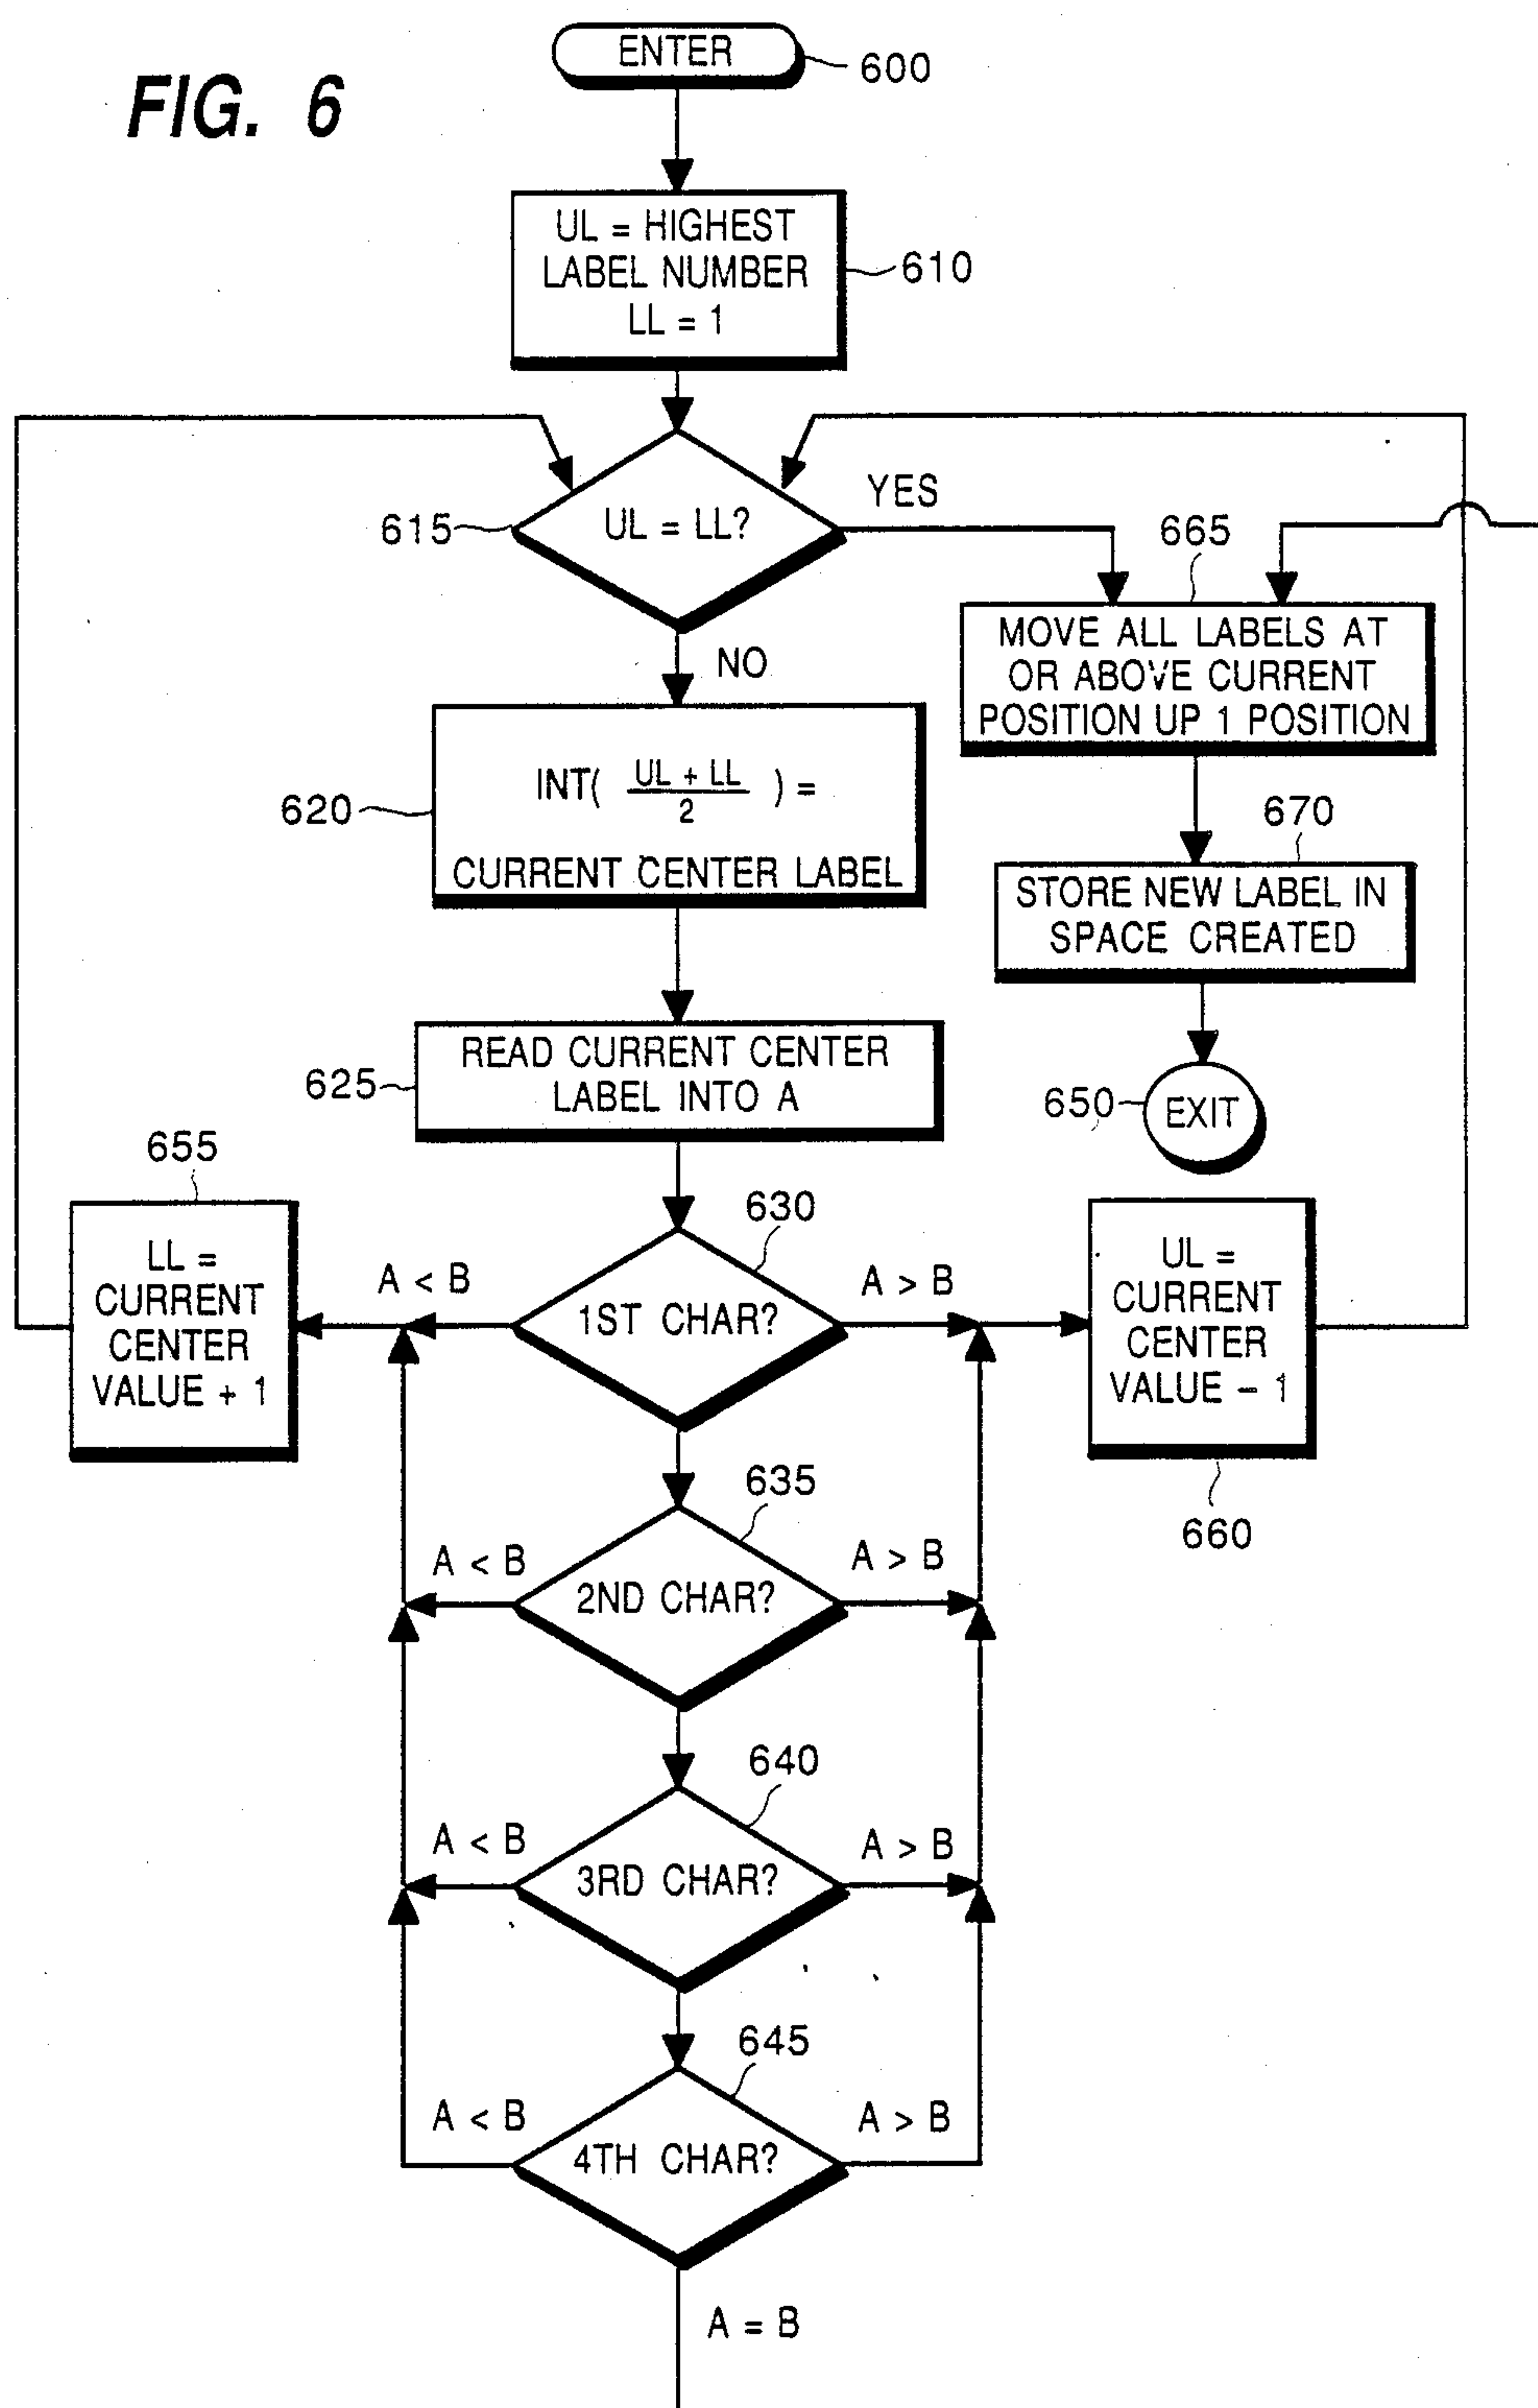 FIG. 6
ENTER
600
UL = HIGHEST
LABEL NUMBER
LL = 1
610
615
UL = LL?
YES
NO
665
MOVE ALL LABELS AT
OR ABOVE CURRENT
POSITION UP 1 POSITION
620
INT( UL + LL / 2 ) =
CURRENT CENTER LABEL
670
STORE NEW LABEL IN
SPACE CREATED
625
READ CURRENT CENTER
LABEL INTO A
650
EXIT
655
LL =
CURRENT
CENTER
VALUE + 1
630
A < B
1ST CHAR?
A > B
UL =
CURRENT
CENTER
VALUE - 1
660
635
A < B
2ND CHAR?
A > B
640
A < B
3RD CHAR?
A > B
645
A < B
4TH CHAR?
A > B
A = B